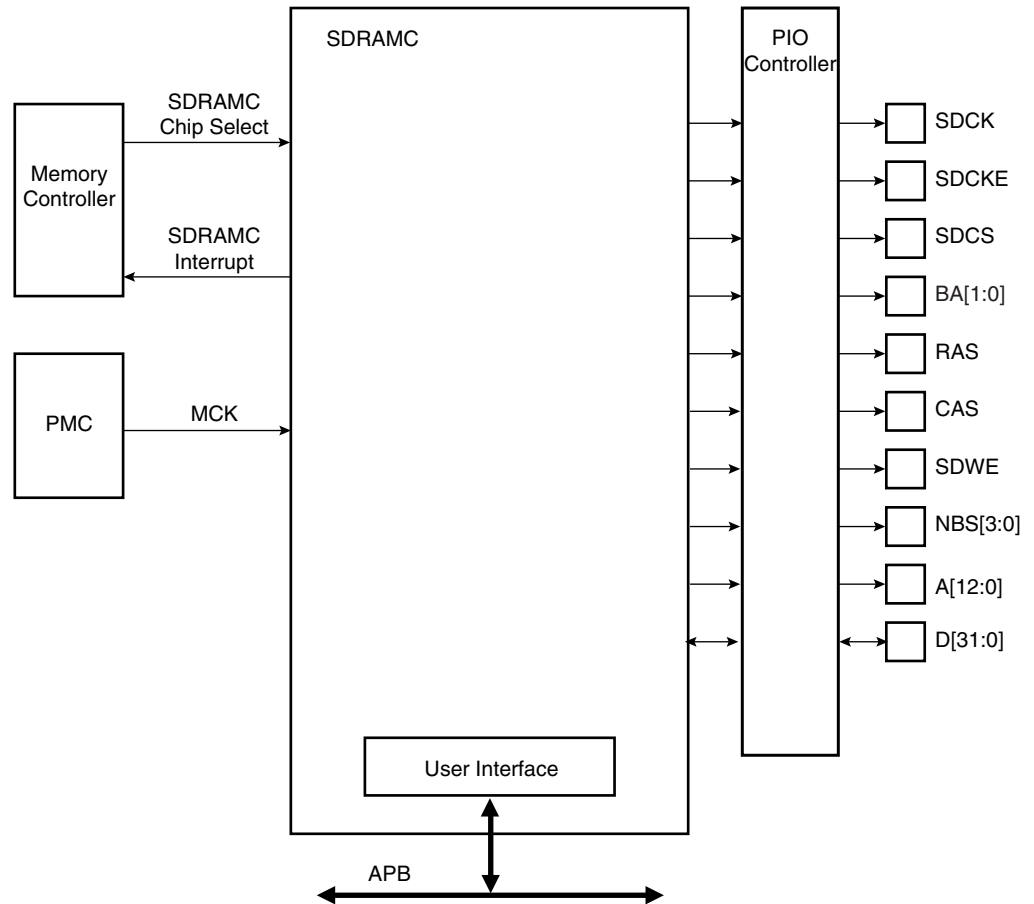 SDRAMC
PIO
Controller
SDRAMC
Chip Select
Memory
Controller
SDRAMC
Interrupt
PMC
MCK
SDCK
SDCKE
SDCS
BA[1:0]
RAS
CAS
SDWE
NBS[3:0]
A[12:0]
D[31:0]
User Interface
APB